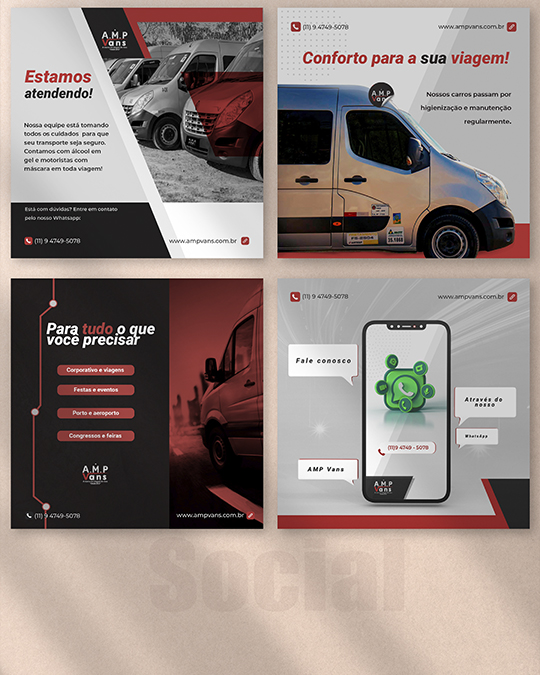 A.M.P
Vans
Estamos
atendendo!
Nossa equipe está tomando
todos os cuidados para que
seu transporte seja seguro.
Contamos com álcool em
gel e motoristas com
máscara em toda viagem!
Está com dúvidas? Entre em contato
pelo nosso Whatsapp:
(11) 9 4749-5078
www.ampvans.com.br
(11) 9 4749-5078
www.ampvans.com.br
Conforto para a sua viagem!
A.M.P
Vans
Nossos carros passam por
higienização e manutenção
regularmente.
Para tudo o que
você precisar
Corporativo e viagens
Festas e eventos
Porto e aeroporto
Congressos e feiras
A.M.P
Vans
(11) 9 4749-5078
www.ampvans.com.br
(11) 9 4749-5078
www.ampvans.com.br
Fale conosco
Através do
nosso
WhatsApp
(11)9 4749 - 5078
AMP Vans
A.M.P
Vans
Social